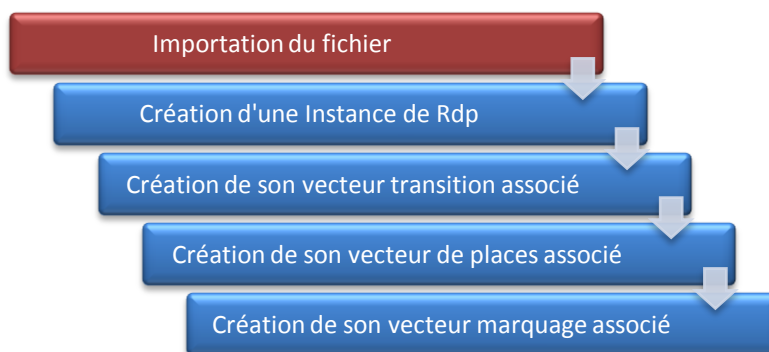 Importation du fichier
Création d'une Instance de Rdp
Création de son vecteur transition associé
Création de son vecteur de places associé
Création de son vecteur marquage associé